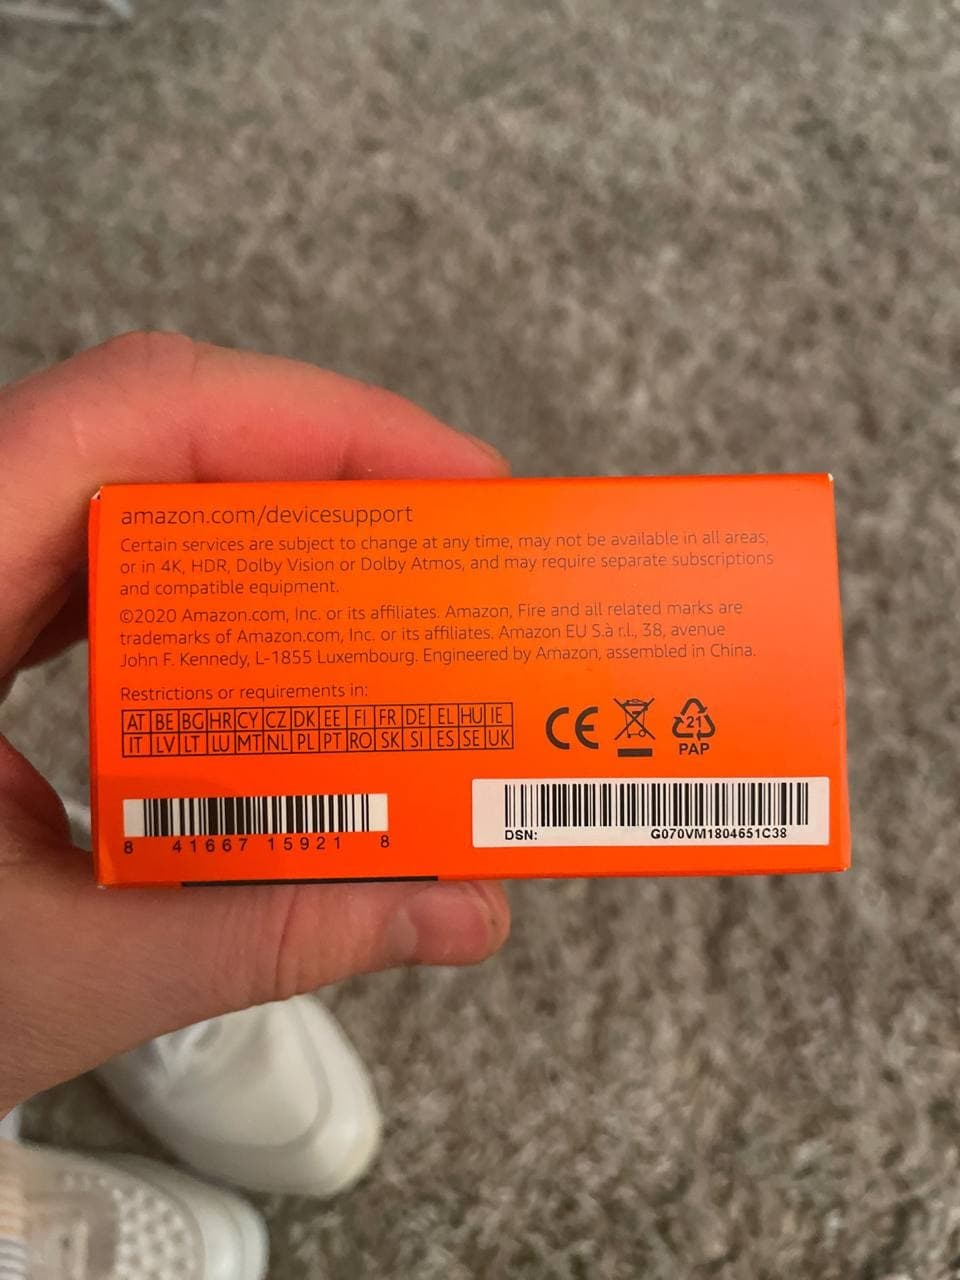 amazon.com/devicesupport
Certain services are subject to change at any time, may not be available in all areas,
or in 4K, HDR, Dolby Vision or Dolby Atmos, and may require separate subscriptions
and compatible equipment.
©2020 Amazon.com, Inc. or its affiliates. Amazon, Fire and all related marks are
trademarks of Amazon.com, Inc. or its affiliates. Amazon EU S.à r.l., 38, avenue
John F. Kennedy, L-1855 Luxembourg. Engineered by Amazon, assembled in China.
Restrictions or requirements in:
AT BE BG HR CY CZ DK EE FI FR DE EL HU IE
IT LV LT LU MT NL PL PT RO SK SI ES SE UK
CE
21
PAP
8 41667 15921 8
DSN: G070VM1804651C38